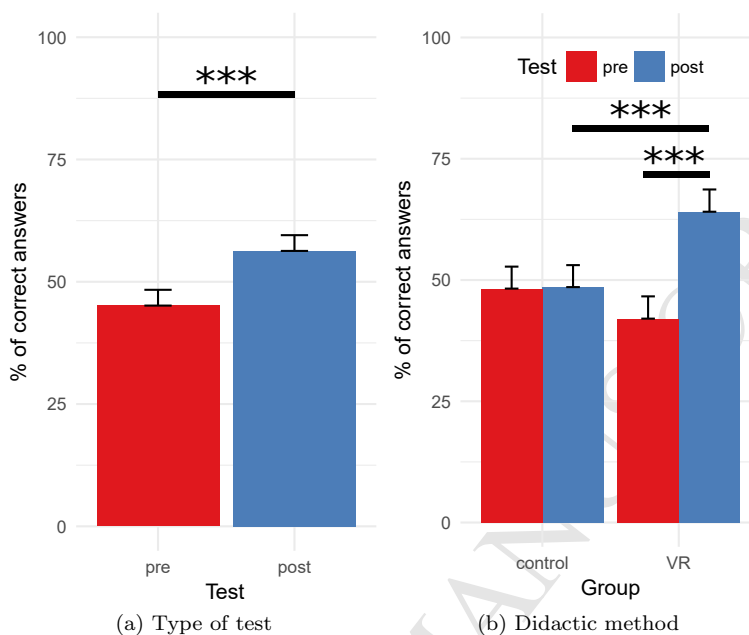 100
75
50
25
0
% of correct answers
***
pre
post
Test
(a) Type of test
100
75
50
25
0
% of correct answers
Test pre post
***
***
control
VR
Group
(b) Didactic method